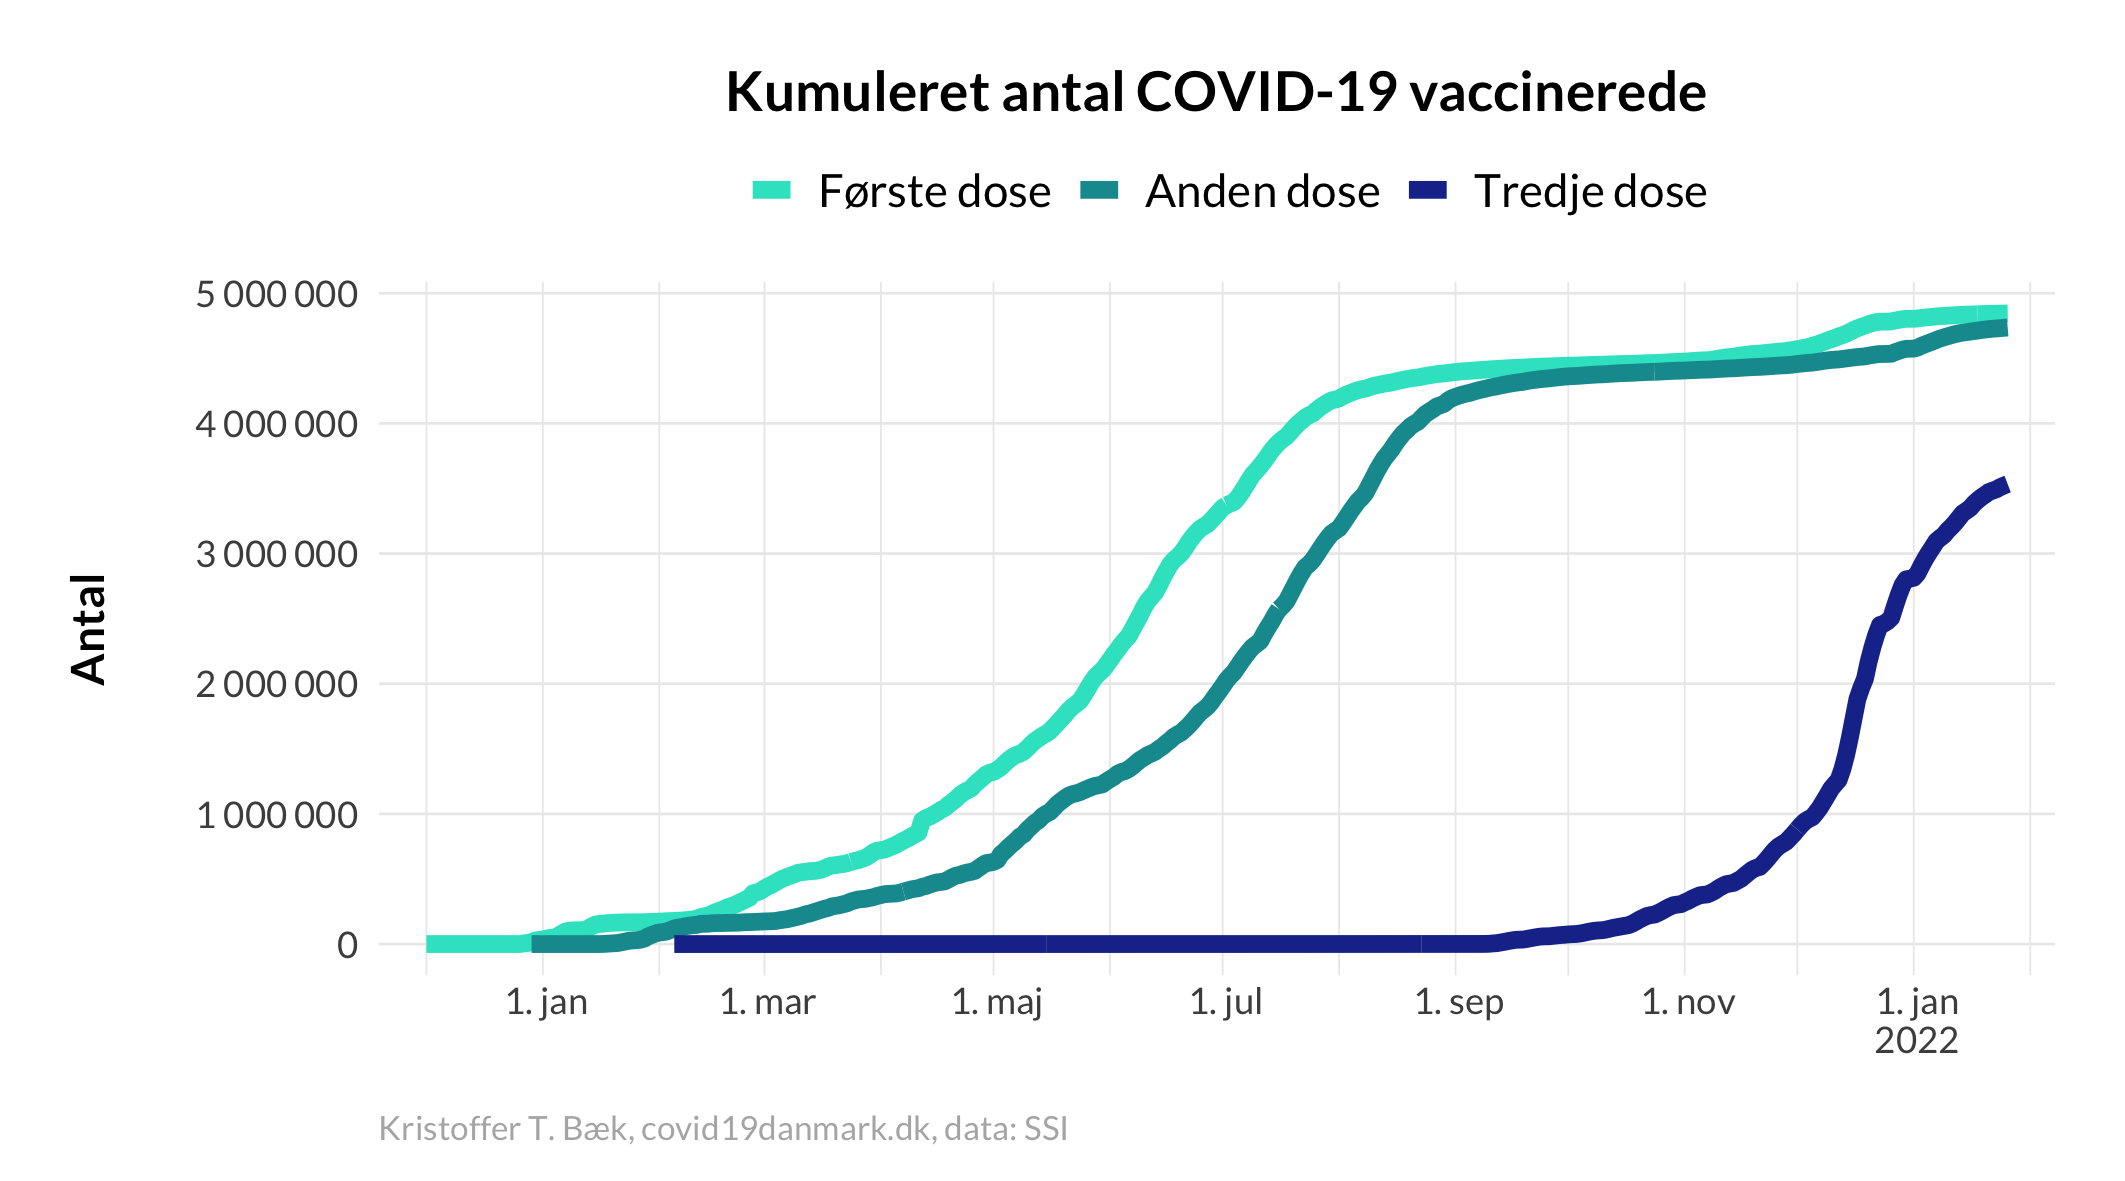 Kumuleret antal COVID-19 vaccinerede
Første dose Anden dose Tredje dose
5 000 000
4 000 000
3 000 000
2 000 000
1 000 000
0
Antal
1. jan 1. mar 1. maj 1. jul 1. sep 1. nov 1. jan
2022
Kristoffer T. Bæk, covid19danmark.dk, data: SSI